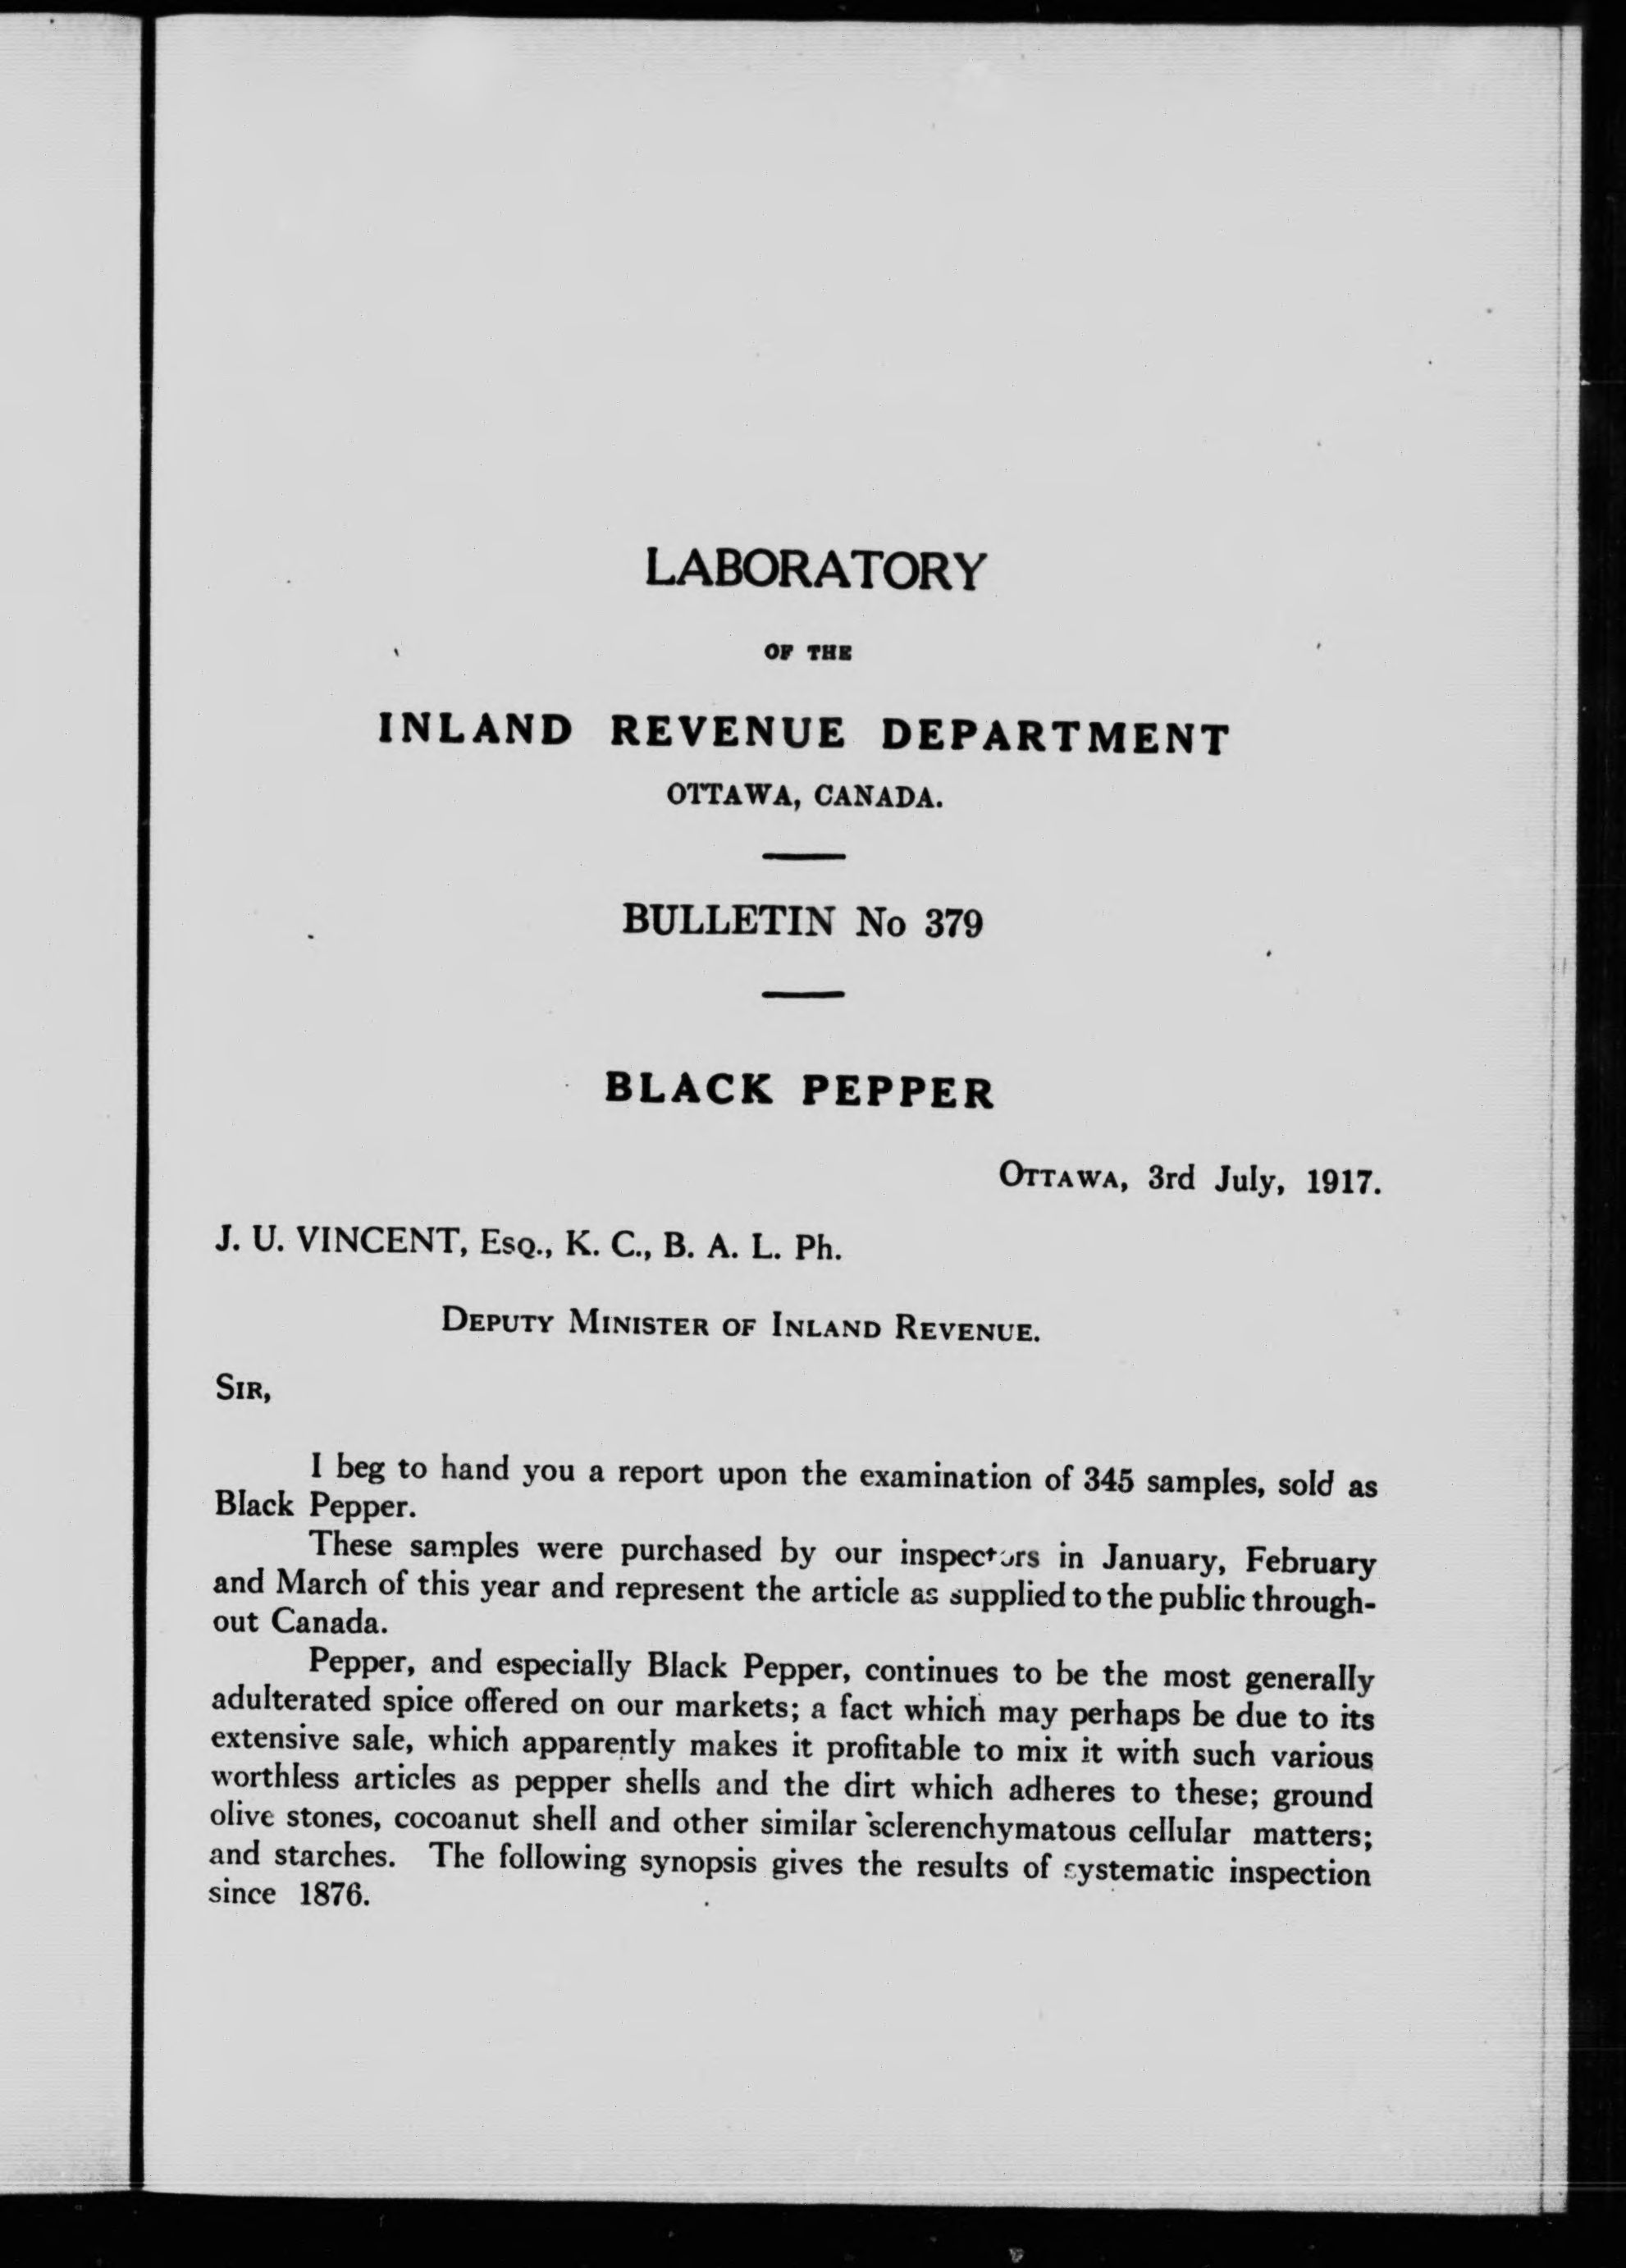 LABORATORY
OF THE
INLAND REVENUE DEPARTMENT
OTTAWA, CANADA.
BULLETIN No 379
BLACK PEPPER
OTTAWA, 3rd July, 1917.
J. U. VINCENT, ESQ., K. C., B. A. L. Ph.
DEPUTY MINISTER OF INLAND REVENUE.
SIR,
I beg to hand you a report upon the examination of 345 samples, sold as
Black Pepper.
These samples were purchased by our inspectors in January, February
and March of this year and represent the article as supplied to the public through-
out Canada.
Pepper, and especially Black Pepper, continues to be the most generally
adulterated spice offered on our markets; a fact which may perhaps be due to its
extensive sale, which apparently makes it profitable to mix it with such various
worthless articles as pepper shells and the dirt which adheres to these; ground
olive stones, cocoanut shell and other similar sclerenchymatous cellular matters;
and starches. The following synopsis gives the results of systematic inspection
since 1876.